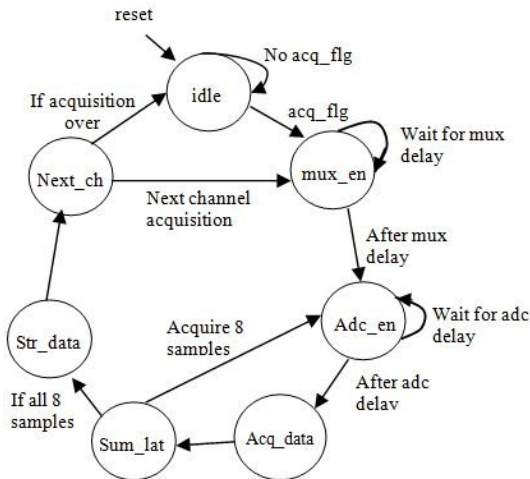 reset
No acq_flg
idle
If acquisition
over
acq_flg
Wait for mux
delay
mux_en
Next_ch
Next channel
acquisition
After mux
delay
Adc_en
Wait for adc
delay
Acquire 8
samples
Str_data
After adc
delay
If all 8
samples
Sum_lat
Acq_data